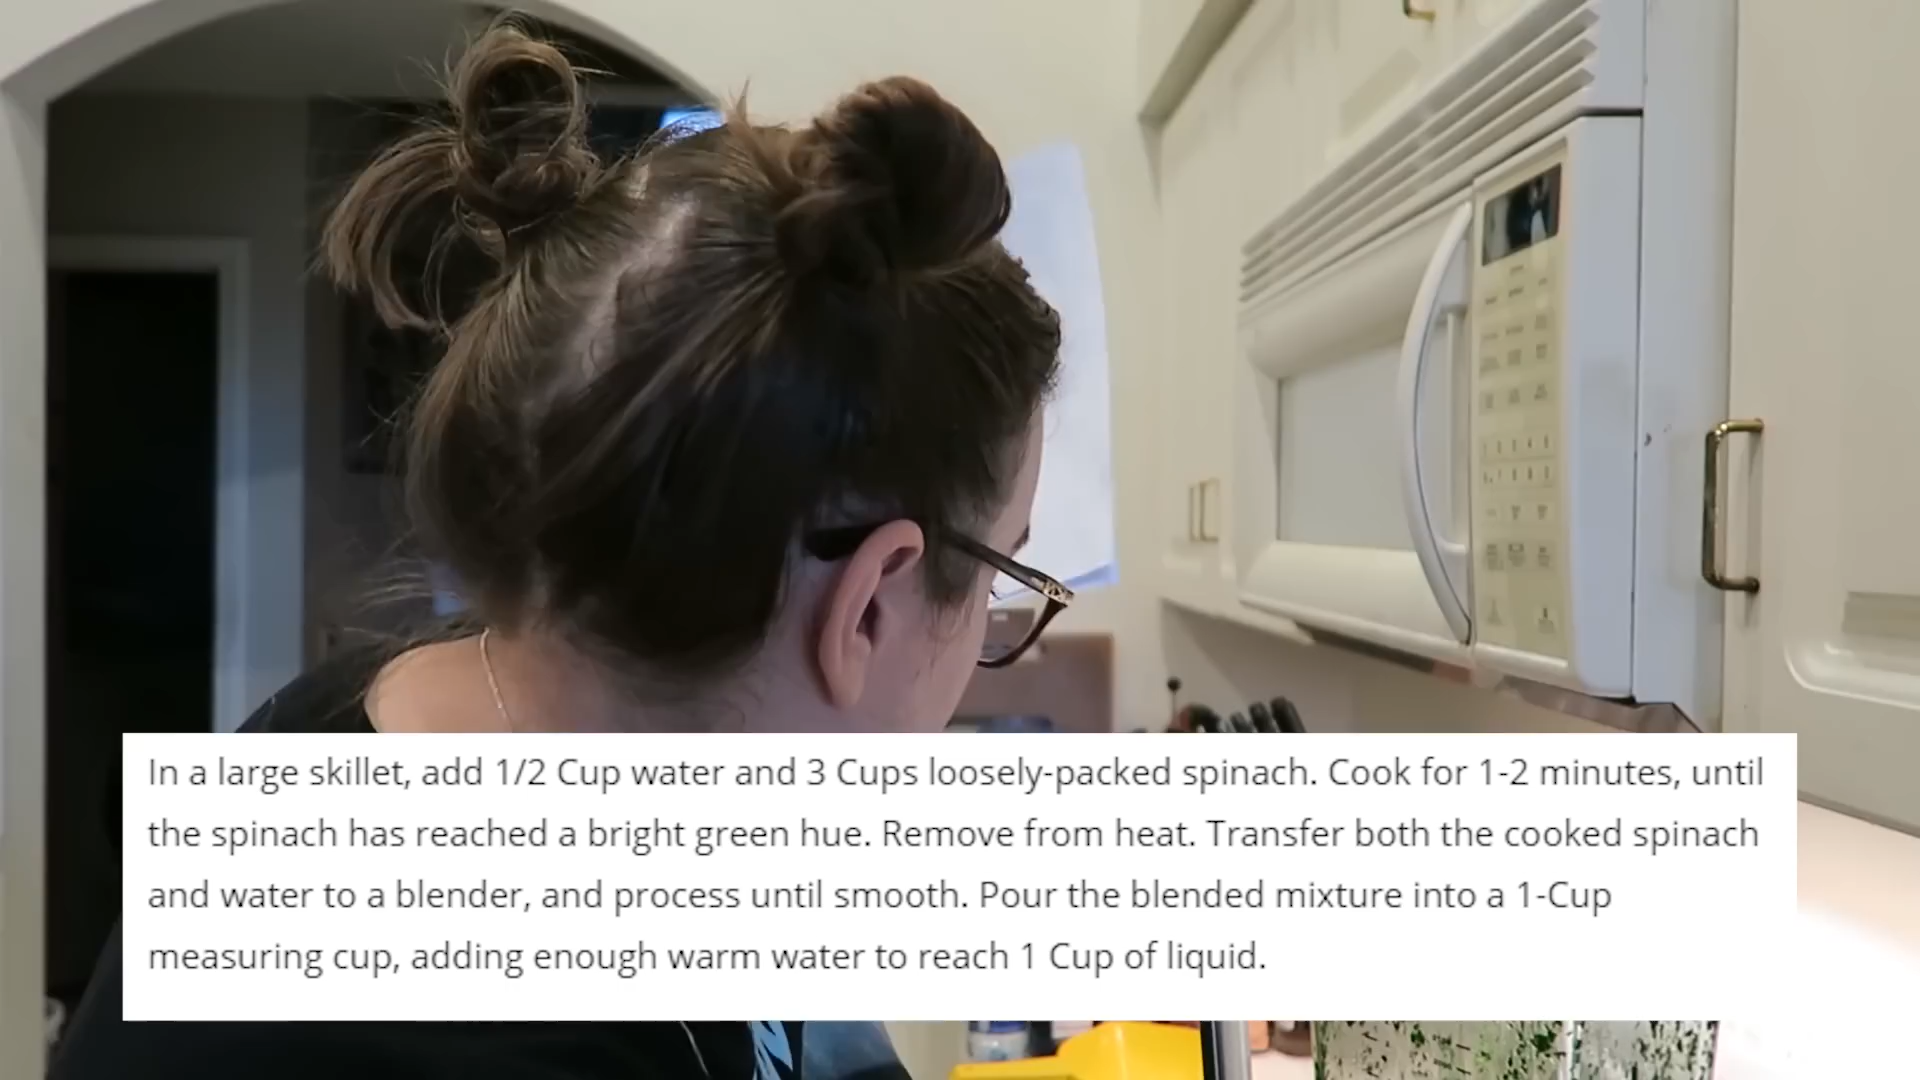 In a large skillet, add 1/2 Cup water and 3 Cups loosely-packed spinach. Cook for 1-2 minutes, until
the spinach has reached a bright green hue. Remove from heat. Transfer both the cooked spinach
and water to a blender, and process until smooth. Pour the blended mixture into a 1-Cup
measuring cup, adding enough warm water to reach 1 Cup of liquid.